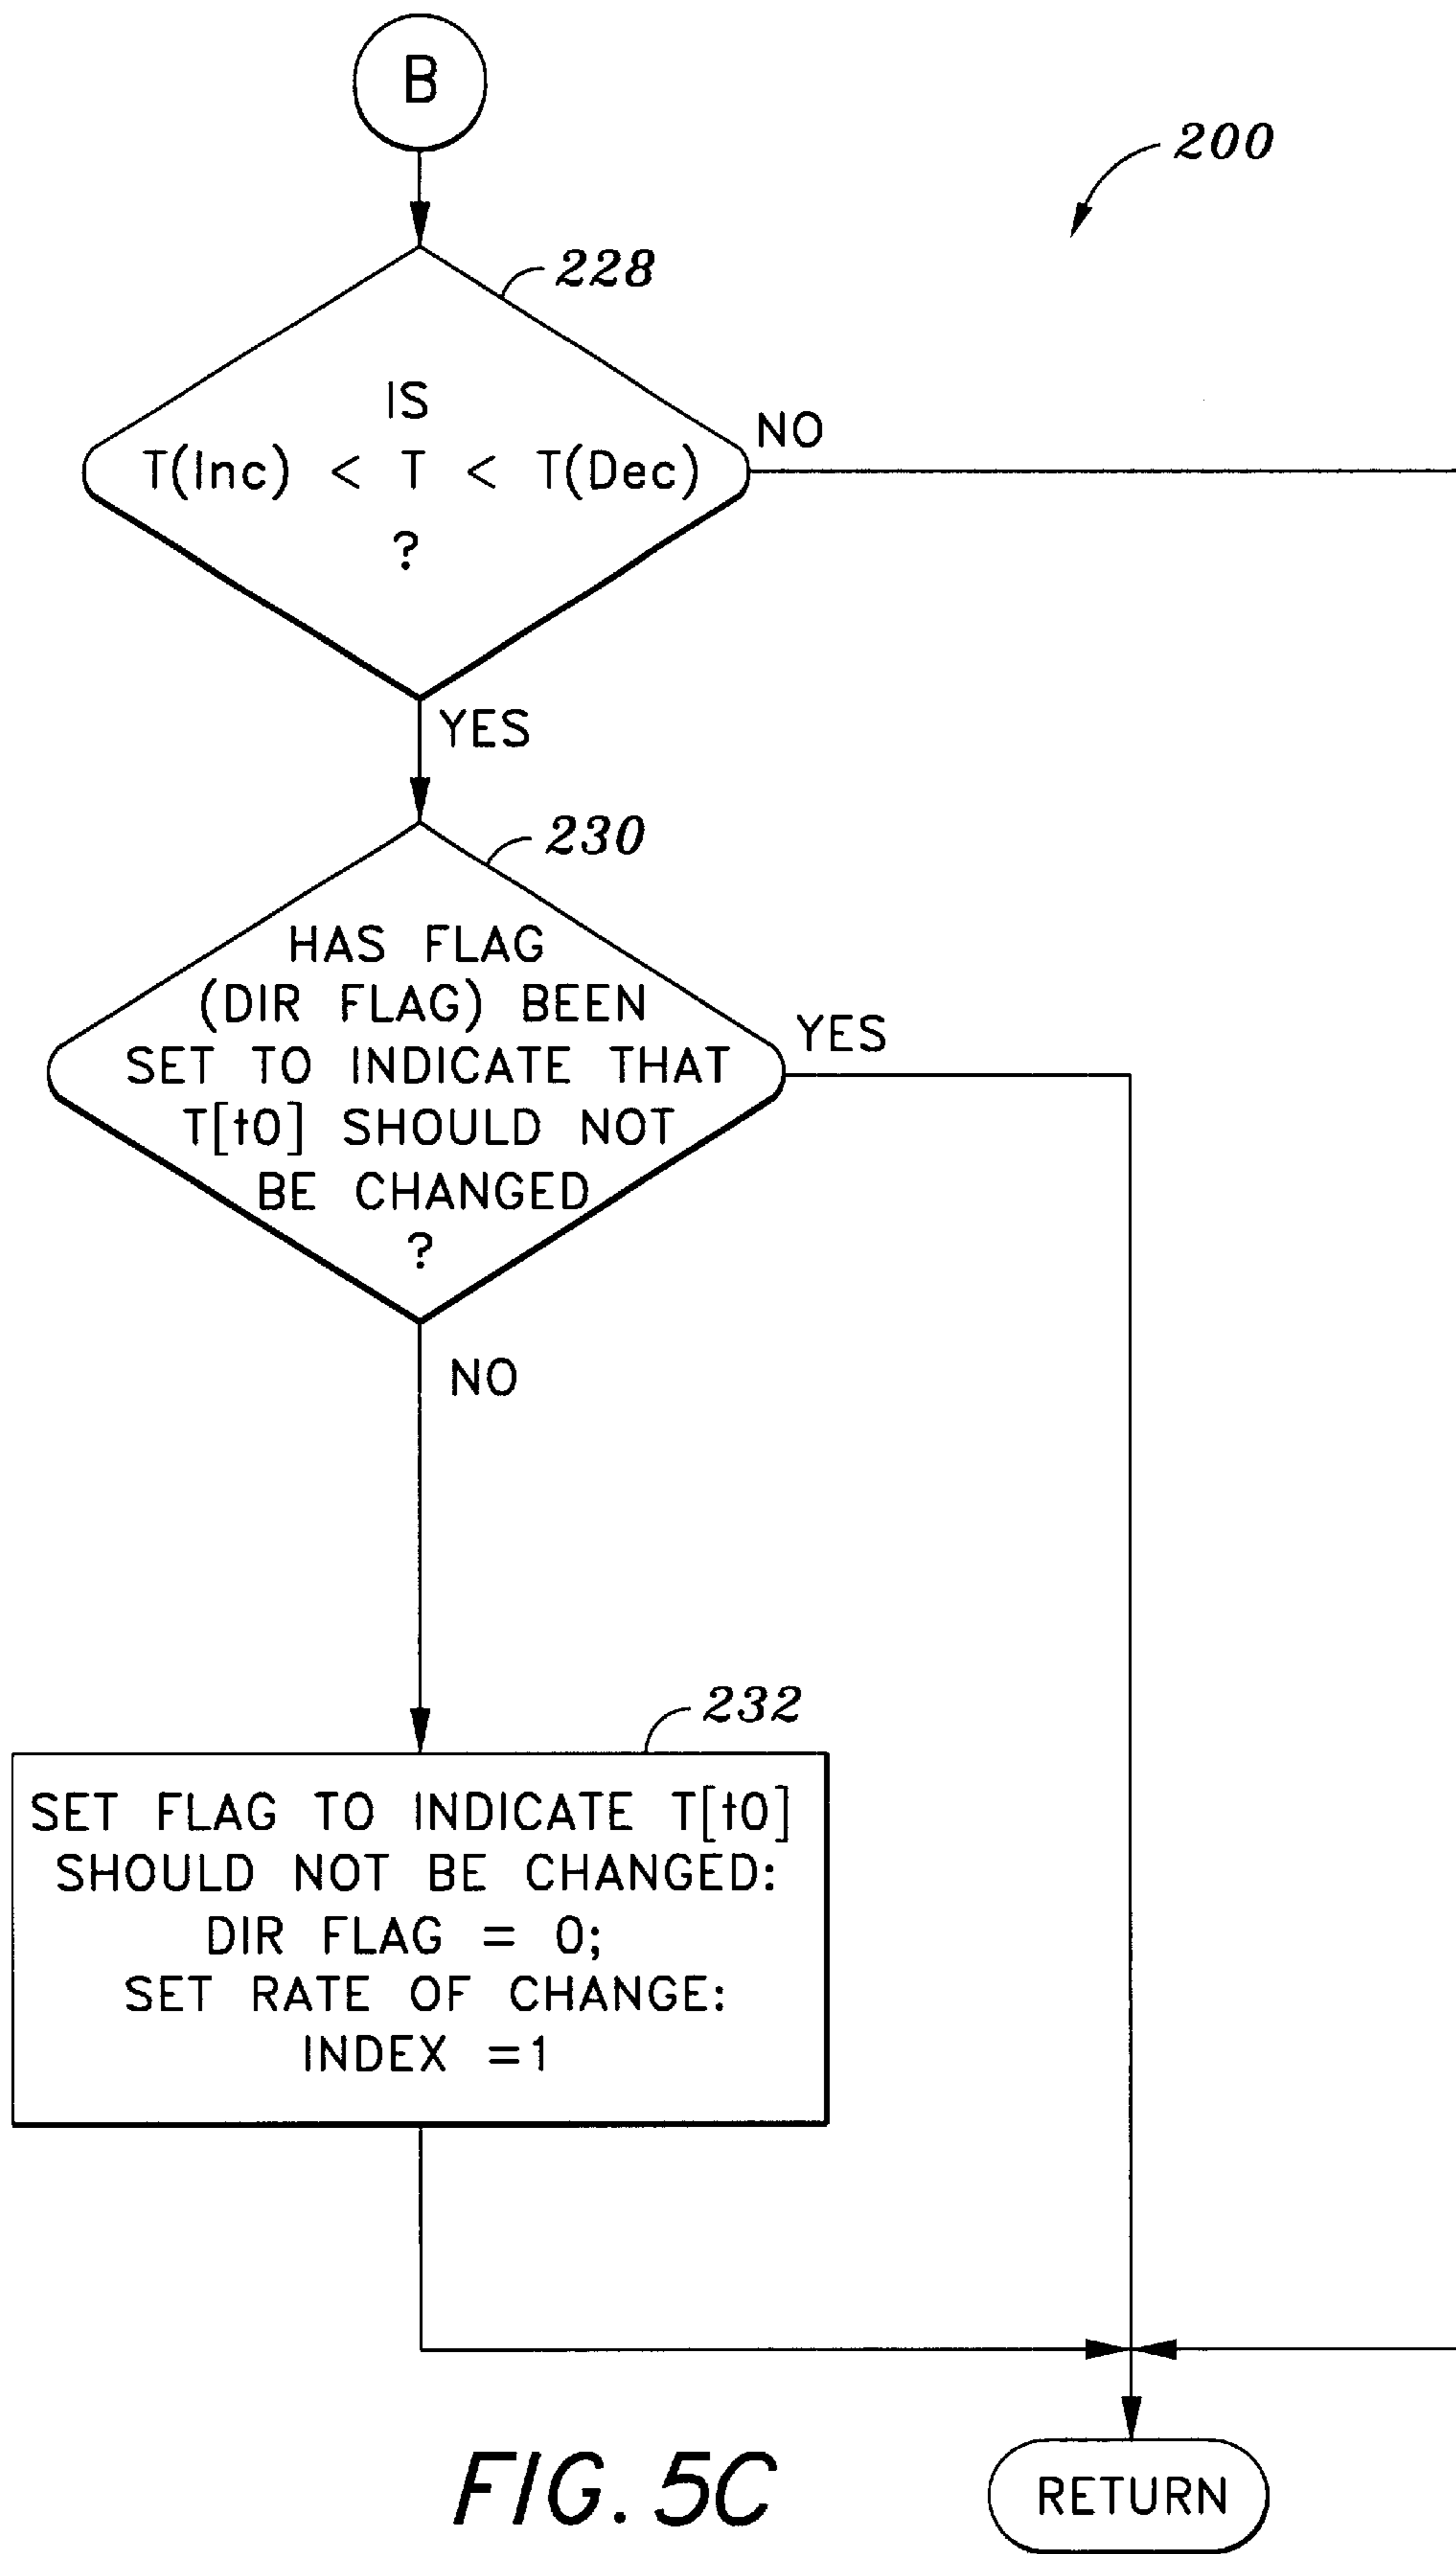 B
200
228
IS
T(Inc) < T < T(Dec)
?
NO
YES
230
HAS FLAG
(DIR FLAG) BEEN
SET TO INDICATE THAT
T[t0] SHOULD NOT
BE CHANGED
?
YES
NO
232
SET FLAG TO INDICATE T[t0]
SHOULD NOT BE CHANGED:
DIR FLAG = 0;
SET RATE OF CHANGE:
INDEX =1
RETURN
FIG. 5C